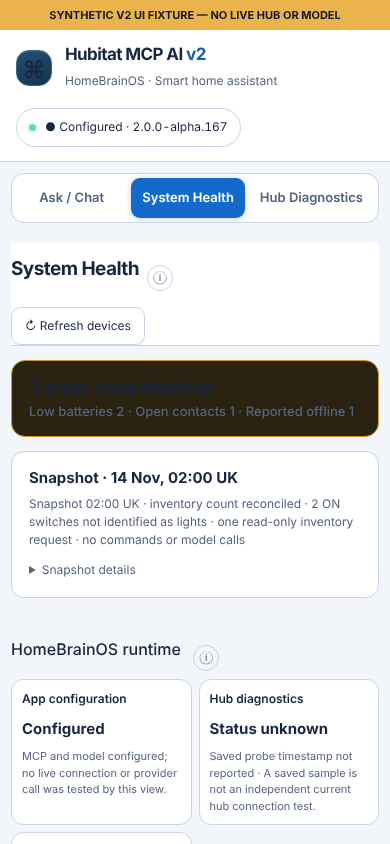 SYNTHETIC V2 UI FIXTURE — NO LIVE HUB OR MODEL
Hubitat MCP AI v2
HomeBrainOS · Smart home assistant
Configured · 2.0.0-alpha.167
Ask / Chat
System Health
Hub Diagnostics
System Health
Refresh devices
3 areas need attention
Low batteries 2 · Open contacts 1 · Reported offline 1
Snapshot · 14 Nov, 02:00 UK
Snapshot 02:00 UK · inventory count reconciled · 2 ON
switches not identified as lights · one read-only inventory
request · no commands or model calls
Snapshot details
HomeBrainOS runtime
App configuration
Configured
MCP and model configured;
no live connection or provider
call was tested by this view.
Hub diagnostics
Status unknown
Saved probe timestamp not
reported · A saved sample is
not an independent current
hub connection test.